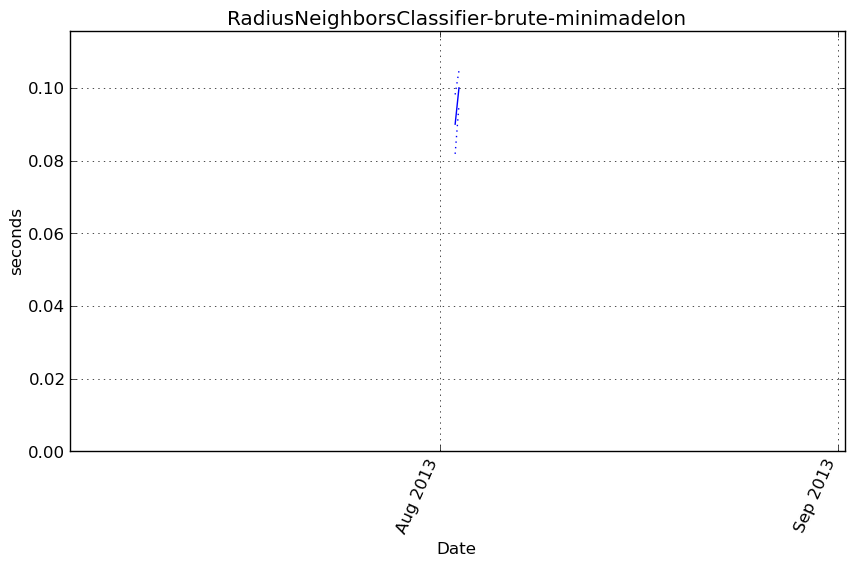 RadiusNeighborsClassifier-brute-minimadelon
0.10
0.08
0.06
0.04
0.02
0.00
seconds
Aug 2013
Sep 2013
Date